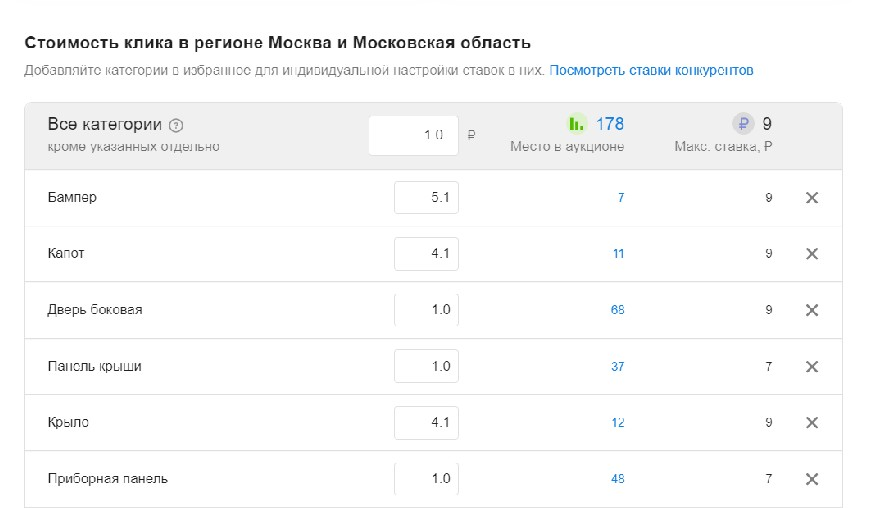 Стоимость клика в регионе Москва и Московская область
Добавляйте категории в избранное для индивидуальной настройки ставок в них. Посмотреть ставки конкурентов
Все категории ? 1.0 ₽ 178 ₽ 9
кроме указанных отдельно Место в аукционе Макс. ставка, ₽
Бампер 5.1 7 9
Капот 4.1 11 9
Дверь боковая 1.0 68 9
Панель крыши 1.0 37 7
Крыло 4.1 12 9
Приборная панель 1.0 48 7